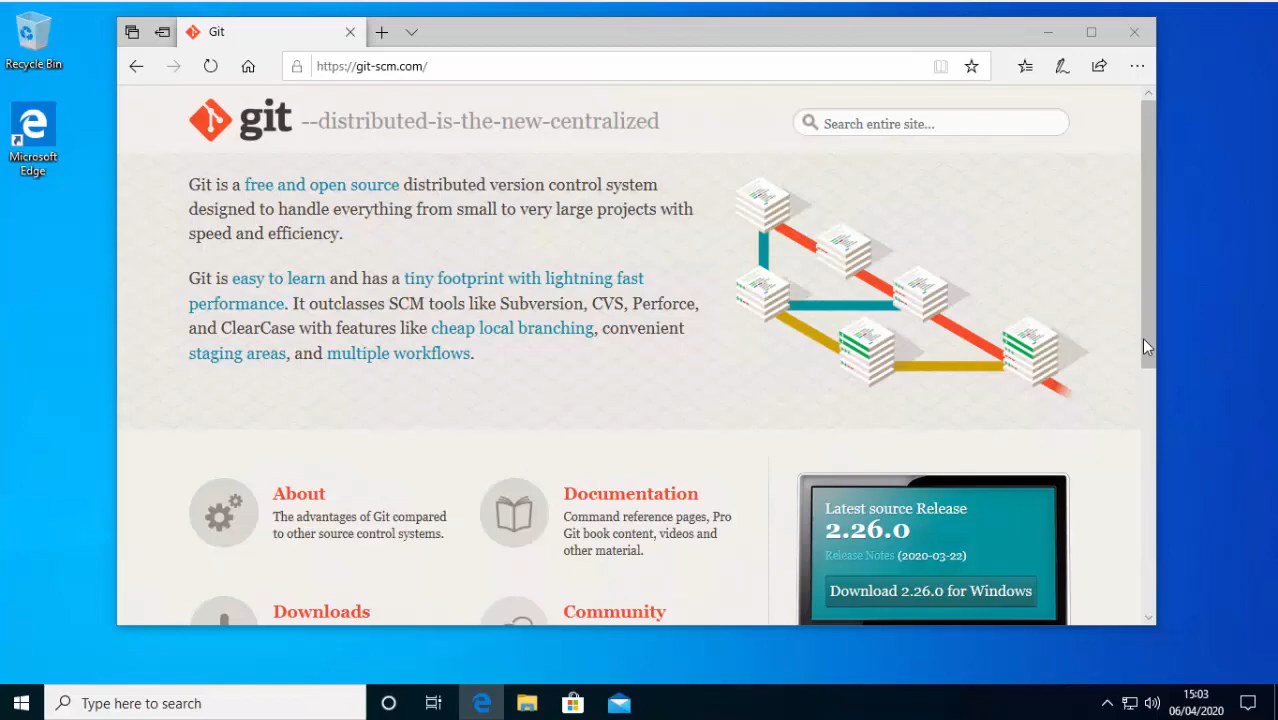 Recycle Bin
Microsoft
Edge
Git
https://git-scm.com/
git --distributed-is-the-new-centralized
Search entire site...
Git is a free and open source distributed version control system
designed to handle everything from small to very large projects with
speed and efficiency.
Git is easy to learn and has a tiny footprint with lightning fast
performance. It outclasses SCM tools like Subversion, CVS, Perforce,
and ClearCase with features like cheap local branching, convenient
staging areas, and multiple workflows.
About
The advantages of Git compared
to other source control systems.
Documentation
Command reference pages, Pro
Git book content, videos and
other material.
Downloads
Community
Latest source Release
2.26.0
Release Notes (2020-03-22)
Download 2.26.0 for Windows
Type here to search
15:03
06/04/2020